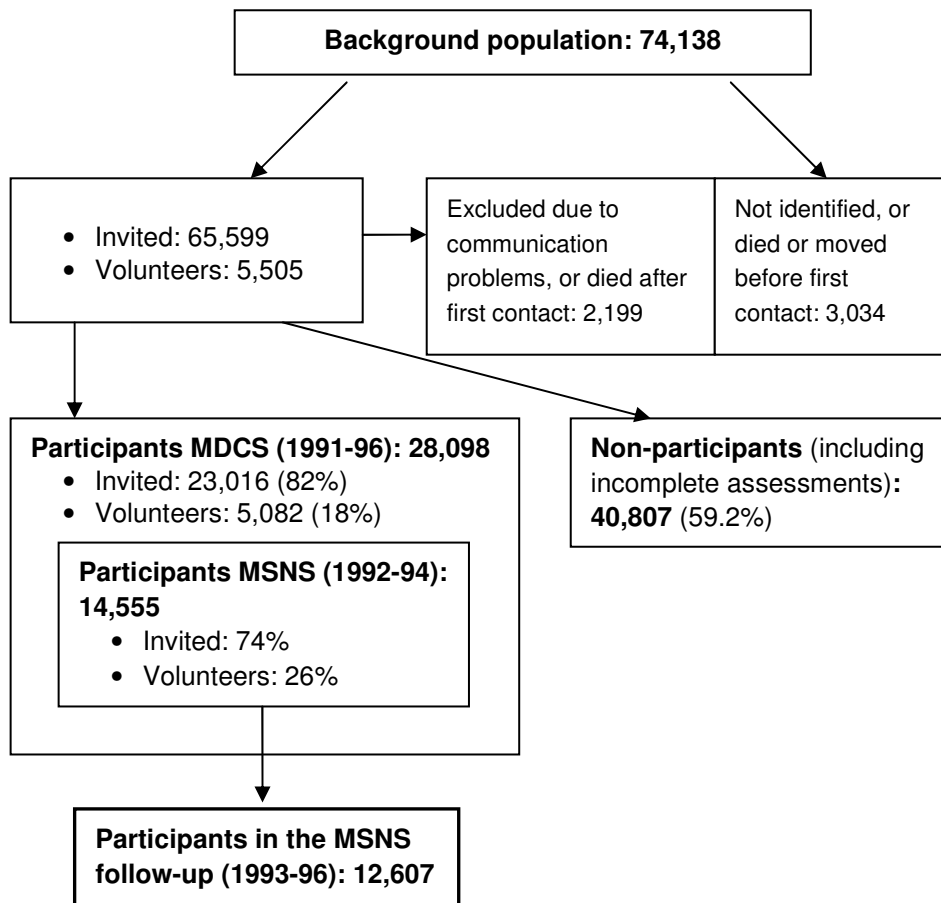 Background population: 74,138
• Invited: 65,599
• Volunteers: 5,505
Excluded due to
communication
problems, or died after
first contact: 2,199
Not identified, or
died or moved
before first
contact: 3,034
Participants MDCS (1991-96): 28,098
• Invited: 23,016 (82%)
• Volunteers: 5,082 (18%)
Participants MSNS (1992-94):
14,555
• Invited: 74%
• Volunteers: 26%
Non-participants (including
incomplete assessments):
40,807 (59.2%)
Participants in the MSNS
follow-up (1993-96): 12,607